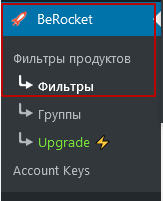 BeRocket
Фильтры продуктов
Фильтры
Группы
Upgrade ⚡
Account Keys